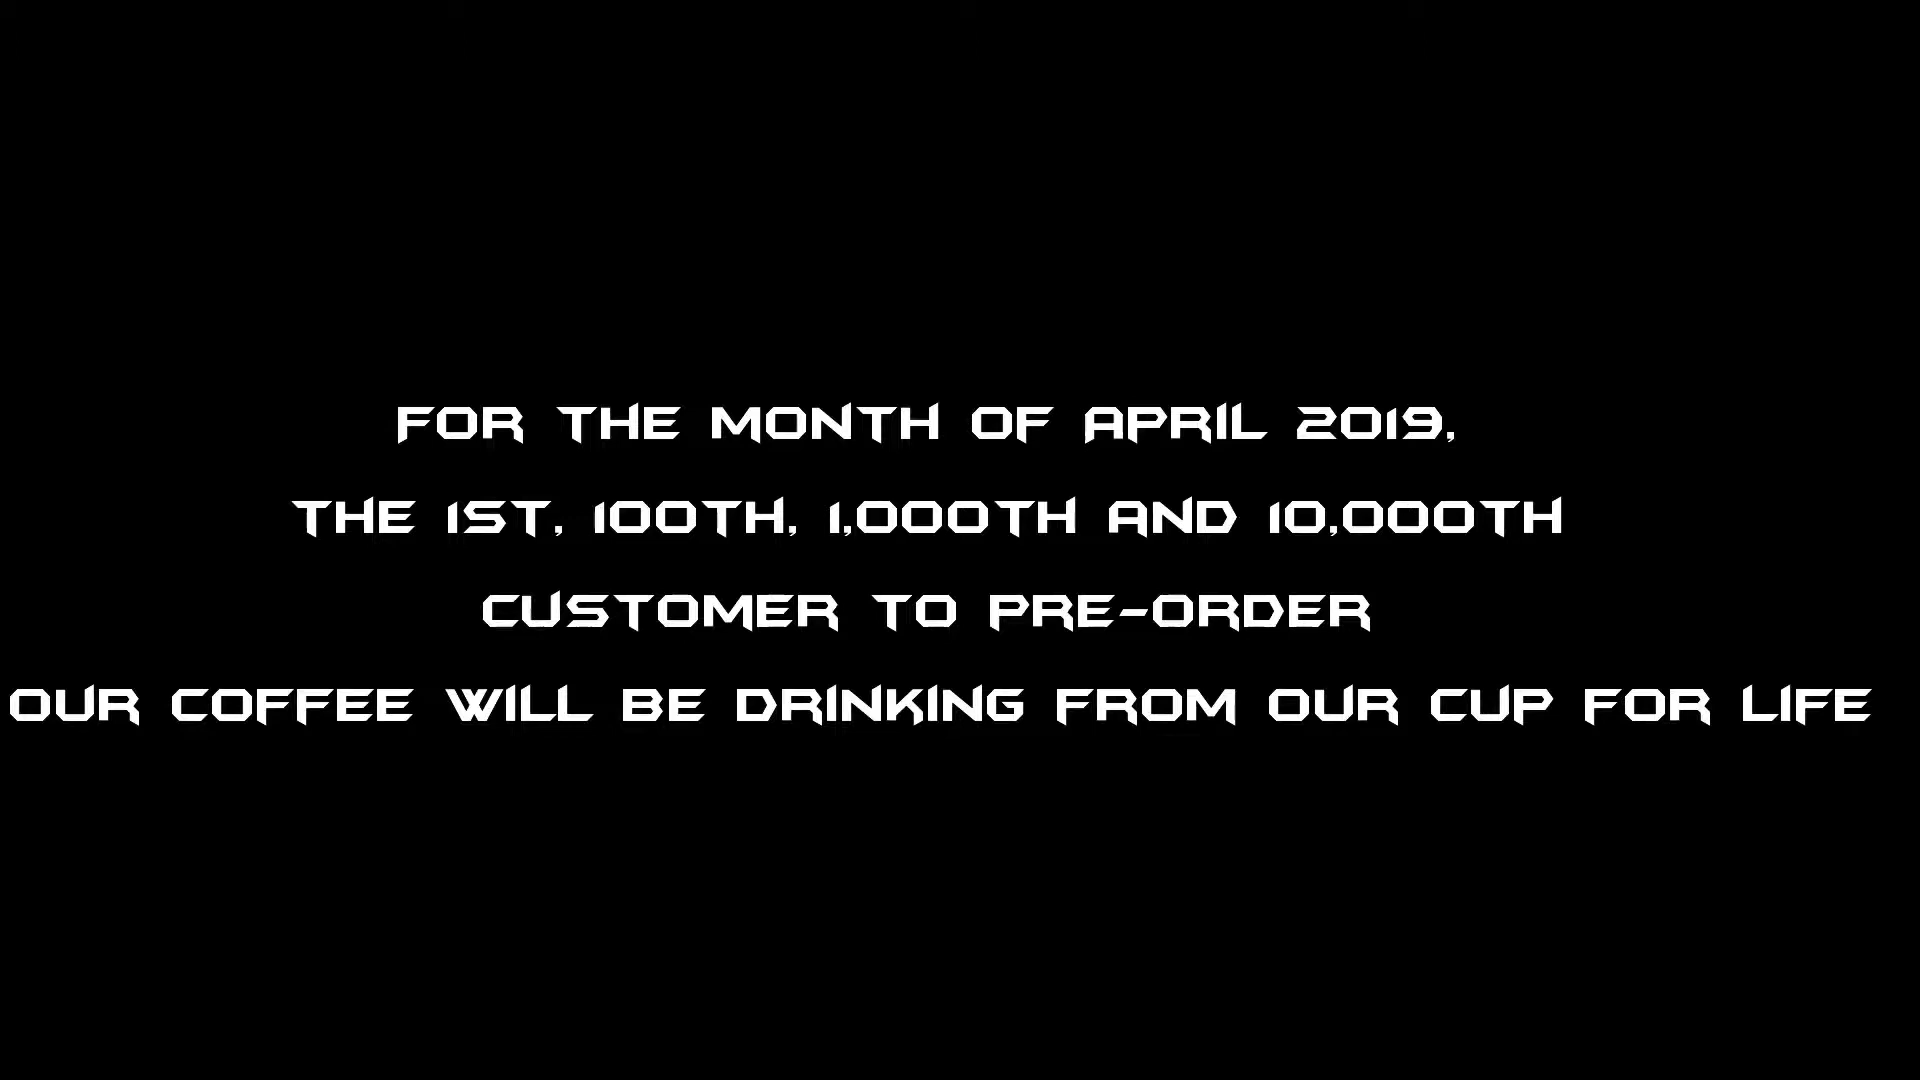 FOR THE MONTH OF APRIL 2019,
THE 1ST, 100TH, 1,000TH AND 10,000TH
CUSTOMER TO PRE-ORDER
OUR COFFEE WILL BE DRINKING FROM OUR CUP FOR LIFE